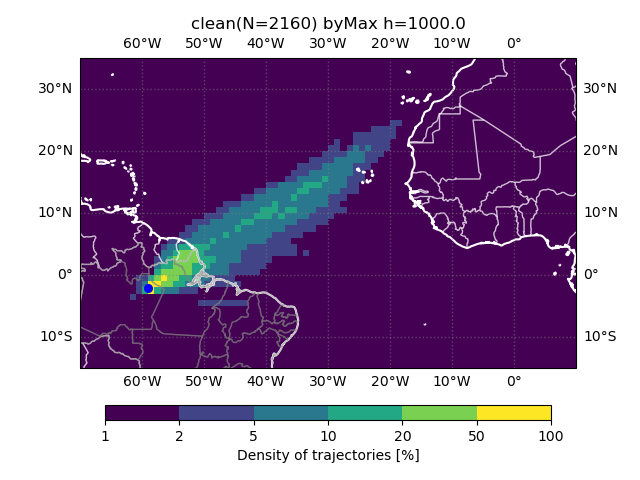 clean(N=2160) byMax h=1000.0
60°W 50°W 40°W 30°W 20°W 10°W 0°
30°N 30°N
20°N 20°N
10°N 10°N
0° 0°
10°S 10°S
60°W 50°W 40°W 30°W 20°W 10°W 0°
1 2 5 10 20 50 100
Density of trajectories [%]